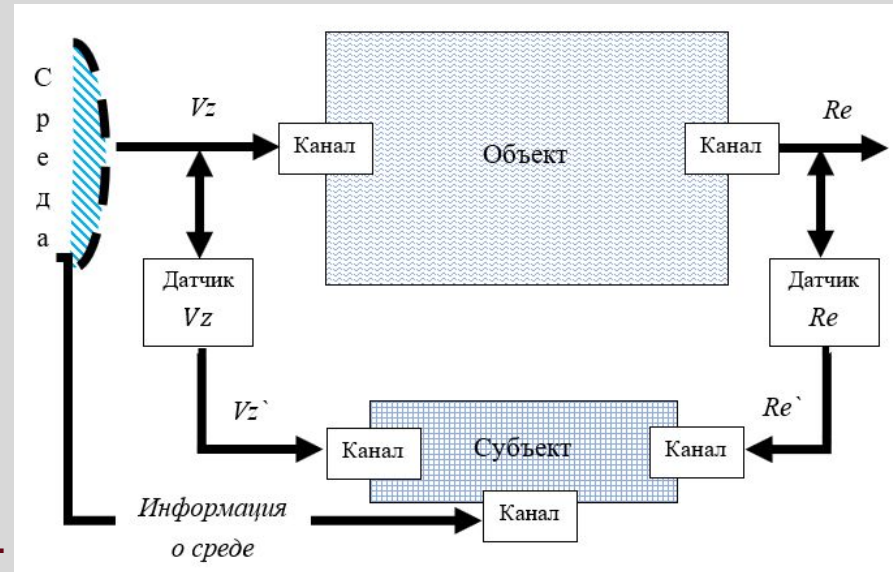 С
р
е
д
а
Vz
Канал
Объект
Канал
Re
Датчик
Vz
Датчик
Re
Vz`
Канал
Субъект
Канал
Re`
Информация
о среде
Канал